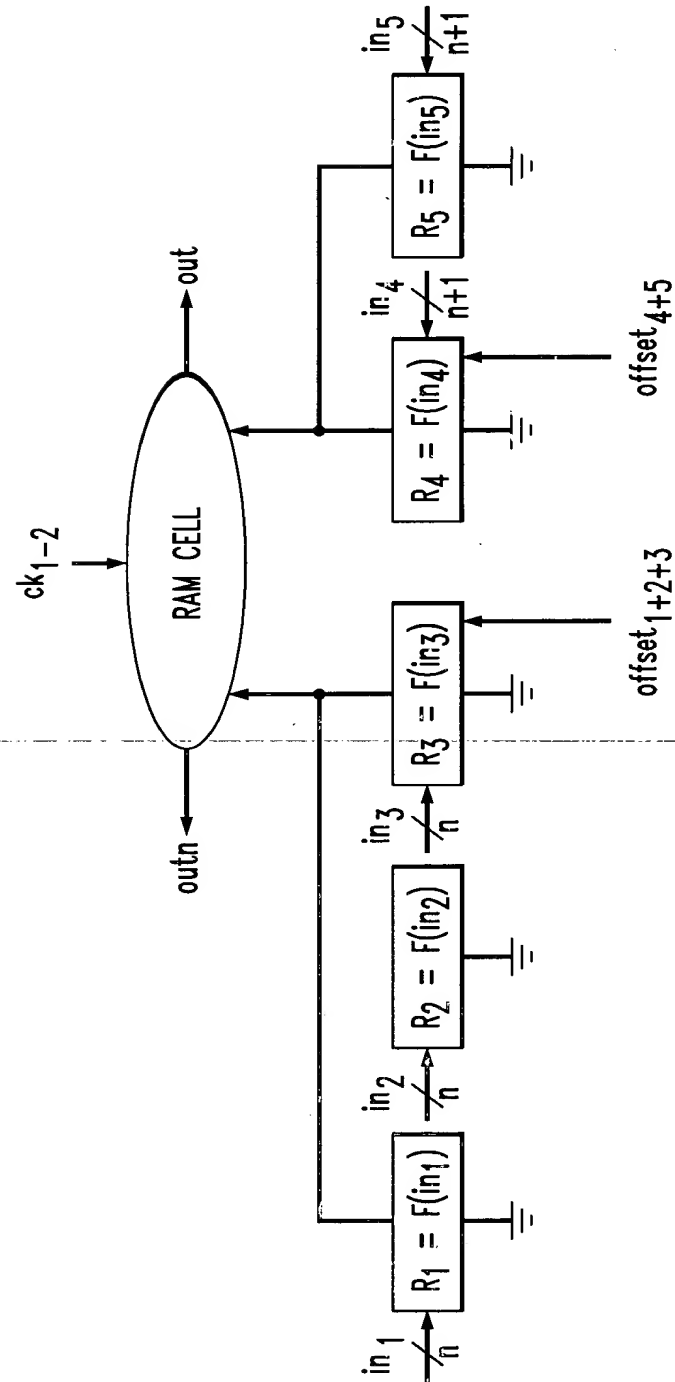 ck1-2
outn
RAM CELL
out
in1
n
R1 = F(in1)
in2
n
R2 = F(in2)
in3
n
R3 = F(in3)
offset1+2+3
R4 = F(in4)
in4
n+1
offset4+5
R5 = F(in5)
in5
n+1